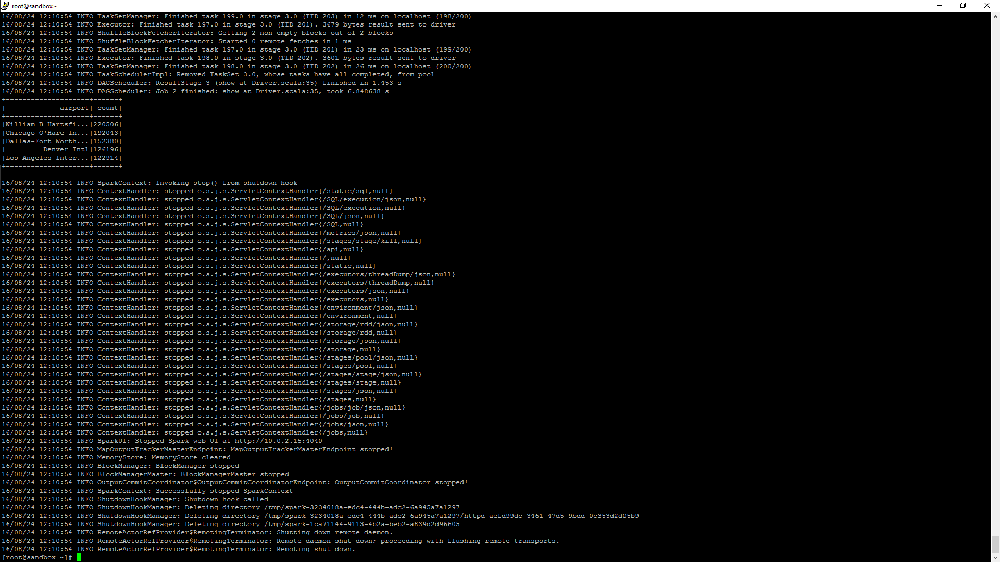 root@sandbox:~
16/08/24 12:10:54 INFO TaskSetManager: Finished task 199.0 in stage 3.0 (TID 203) in 12 ms on localhost (198/200)
16/08/24 12:10:54 INFO Executor: Finished task 197.0 in stage 3.0 (TID 201). 3679 bytes result sent to driver
16/08/24 12:10:54 INFO ShuffleBlockFetcherIterator: Getting 2 non-empty blocks out of 2 blocks
16/08/24 12:10:54 INFO ShuffleBlockFetcherIterator: Started 0 remote fetches in 1 ms
16/08/24 12:10:54 INFO TaskSetManager: Finished task 197.0 in stage 3.0 (TID 201) in 23 ms on localhost (199/200)
16/08/24 12:10:54 INFO Executor: Finished task 198.0 in stage 3.0 (TID 202). 3601 bytes result sent to driver
16/08/24 12:10:54 INFO TaskSetManager: Finished task 198.0 in stage 3.0 (TID 202) in 26 ms on localhost (200/200)
16/08/24 12:10:54 INFO TaskSchedulerImpl: Removed TaskSet 3.0, whose tasks have all completed, from pool
16/08/24 12:10:54 INFO DAGScheduler: ResultStage 3 (show at Driver.scala:35) finished in 1.453 s
16/08/24 12:10:54 INFO DAGScheduler: Job 2 finished: show at Driver.scala:35, took 6.848638 s
+--------------------+------+
|             airport| count|
+--------------------+------+
|William B Hartsfi...|220506|
|Chicago O'Hare In...|192043|
|Dallas-Fort Worth...|152380|
|         Denver Intl|126196|
|Los Angeles Inter...|122914|
+--------------------+------+
16/08/24 12:10:54 INFO SparkContext: Invoking stop() from shutdown hook
16/08/24 12:10:54 INFO ContextHandler: stopped o.s.j.s.ServletContextHandler{/static/sql,null}
16/08/24 12:10:54 INFO ContextHandler: stopped o.s.j.s.ServletContextHandler{/SQL/execution/json,null}
16/08/24 12:10:54 INFO ContextHandler: stopped o.s.j.s.ServletContextHandler{/SQL/execution,null}
16/08/24 12:10:54 INFO ContextHandler: stopped o.s.j.s.ServletContextHandler{/SQL/json,null}
16/08/24 12:10:54 INFO ContextHandler: stopped o.s.j.s.ServletContextHandler{/SQL,null}
16/08/24 12:10:54 INFO ContextHandler: stopped o.s.j.s.ServletContextHandler{/metrics/json,null}
16/08/24 12:10:54 INFO ContextHandler: stopped o.s.j.s.ServletContextHandler{/stages/stage/kill,null}
16/08/24 12:10:54 INFO ContextHandler: stopped o.s.j.s.ServletContextHandler{/api,null}
16/08/24 12:10:54 INFO ContextHandler: stopped o.s.j.s.ServletContextHandler{/,null}
16/08/24 12:10:54 INFO ContextHandler: stopped o.s.j.s.ServletContextHandler{/static,null}
16/08/24 12:10:54 INFO ContextHandler: stopped o.s.j.s.ServletContextHandler{/executors/threadDump/json,null}
16/08/24 12:10:54 INFO ContextHandler: stopped o.s.j.s.ServletContextHandler{/executors/threadDump,null}
16/08/24 12:10:54 INFO ContextHandler: stopped o.s.j.s.ServletContextHandler{/executors/json,null}
16/08/24 12:10:54 INFO ContextHandler: stopped o.s.j.s.ServletContextHandler{/executors,null}
16/08/24 12:10:54 INFO ContextHandler: stopped o.s.j.s.ServletContextHandler{/environment/json,null}
16/08/24 12:10:54 INFO ContextHandler: stopped o.s.j.s.ServletContextHandler{/environment,null}
16/08/24 12:10:54 INFO ContextHandler: stopped o.s.j.s.ServletContextHandler{/storage/rdd/json,null}
16/08/24 12:10:54 INFO ContextHandler: stopped o.s.j.s.ServletContextHandler{/storage/rdd,null}
16/08/24 12:10:54 INFO ContextHandler: stopped o.s.j.s.ServletContextHandler{/storage/json,null}
16/08/24 12:10:54 INFO ContextHandler: stopped o.s.j.s.ServletContextHandler{/storage,null}
16/08/24 12:10:54 INFO ContextHandler: stopped o.s.j.s.ServletContextHandler{/stages/pool/json,null}
16/08/24 12:10:54 INFO ContextHandler: stopped o.s.j.s.ServletContextHandler{/stages/pool,null}
16/08/24 12:10:54 INFO ContextHandler: stopped o.s.j.s.ServletContextHandler{/stages/stage/json,null}
16/08/24 12:10:54 INFO ContextHandler: stopped o.s.j.s.ServletContextHandler{/stages/stage,null}
16/08/24 12:10:54 INFO ContextHandler: stopped o.s.j.s.ServletContextHandler{/stages/json,null}
16/08/24 12:10:54 INFO ContextHandler: stopped o.s.j.s.ServletContextHandler{/stages,null}
16/08/24 12:10:54 INFO ContextHandler: stopped o.s.j.s.ServletContextHandler{/jobs/job/json,null}
16/08/24 12:10:54 INFO ContextHandler: stopped o.s.j.s.ServletContextHandler{/jobs/job,null}
16/08/24 12:10:54 INFO ContextHandler: stopped o.s.j.s.ServletContextHandler{/jobs/json,null}
16/08/24 12:10:54 INFO ContextHandler: stopped o.s.j.s.ServletContextHandler{/jobs,null}
16/08/24 12:10:54 INFO SparkUI: Stopped Spark web UI at http://10.0.2.15:4040
16/08/24 12:10:54 INFO MapOutputTrackerMasterEndpoint: MapOutputTrackerMasterEndpoint stopped!
16/08/24 12:10:54 INFO MemoryStore: MemoryStore cleared
16/08/24 12:10:54 INFO BlockManager: BlockManager stopped
16/08/24 12:10:54 INFO BlockManagerMaster: BlockManagerMaster stopped
16/08/24 12:10:54 INFO OutputCommitCoordinator$OutputCommitCoordinatorEndpoint: OutputCommitCoordinator stopped!
16/08/24 12:10:54 INFO SparkContext: Successfully stopped SparkContext
16/08/24 12:10:54 INFO ShutdownHookManager: Shutdown hook called
16/08/24 12:10:54 INFO ShutdownHookManager: Deleting directory /tmp/spark-3234018a-edc4-444b-adc2-6a945a7a1297
16/08/24 12:10:54 INFO ShutdownHookManager: Deleting directory /tmp/spark-3234018a-edc4-444b-adc2-6a945a7a1297/httpd-aefd99dc-3461-47d5-9bdd-0c353d2d05b9
16/08/24 12:10:54 INFO ShutdownHookManager: Deleting directory /tmp/spark-1ca71144-9113-4b2a-beb2-a839d2d96605
16/08/24 12:10:54 INFO RemoteActorRefProvider$RemotingTerminator: Shutting down remote daemon.
16/08/24 12:10:54 INFO RemoteActorRefProvider$RemotingTerminator: Remote daemon shut down; proceeding with flushing remote transports.
16/08/24 12:10:54 INFO RemoteActorRefProvider$RemotingTerminator: Remoting shut down.
[root@sandbox ~]#